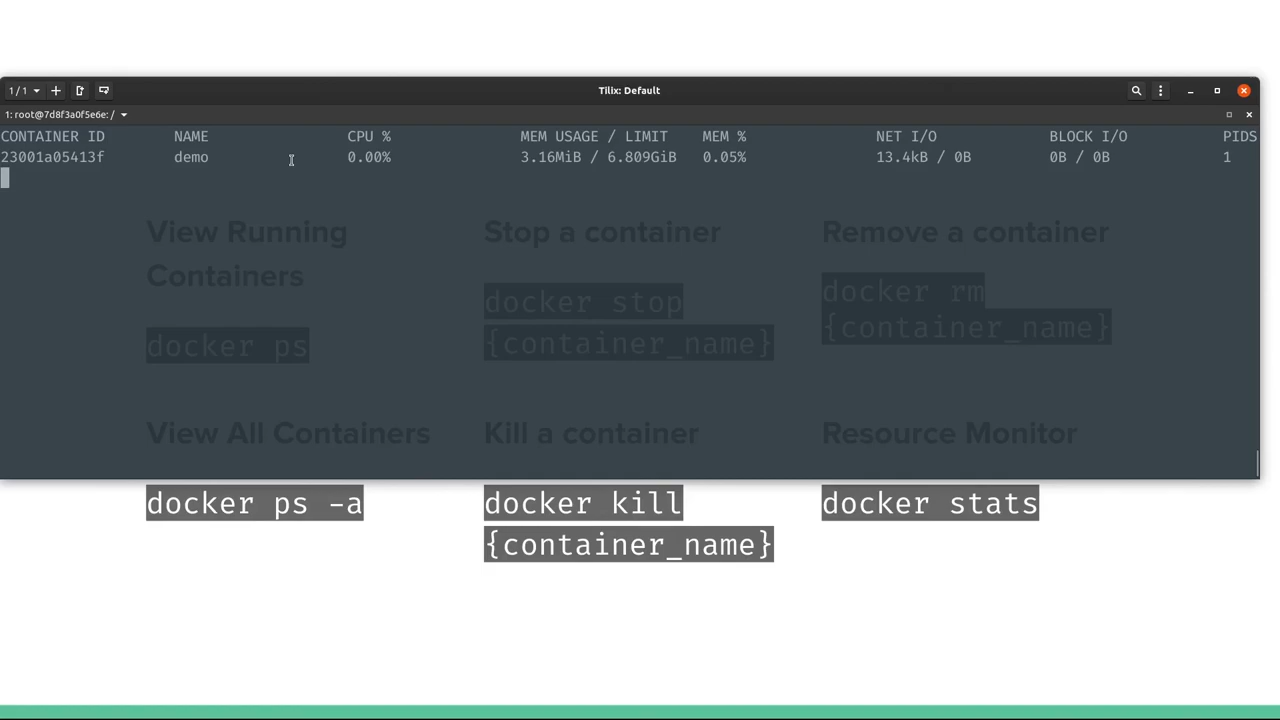 1 / 1
Tilix: Default
1: root@7d8f3a0f5e6e: /
CONTAINER ID NAME CPU % MEM USAGE / LIMIT MEM % NET I/O BLOCK I/O PIDS
23001a05413f demo 0.00% 3.16MiB / 6.809GiB 0.05% 13.4kB / 0B 0B / 0B 1
View Running
Containers
docker ps
Stop a container
docker stop
{container_name}
Remove a container
docker rm
{container_name}
View All Containers
docker ps -a
Kill a container
docker kill
{container_name}
Resource Monitor
docker stats